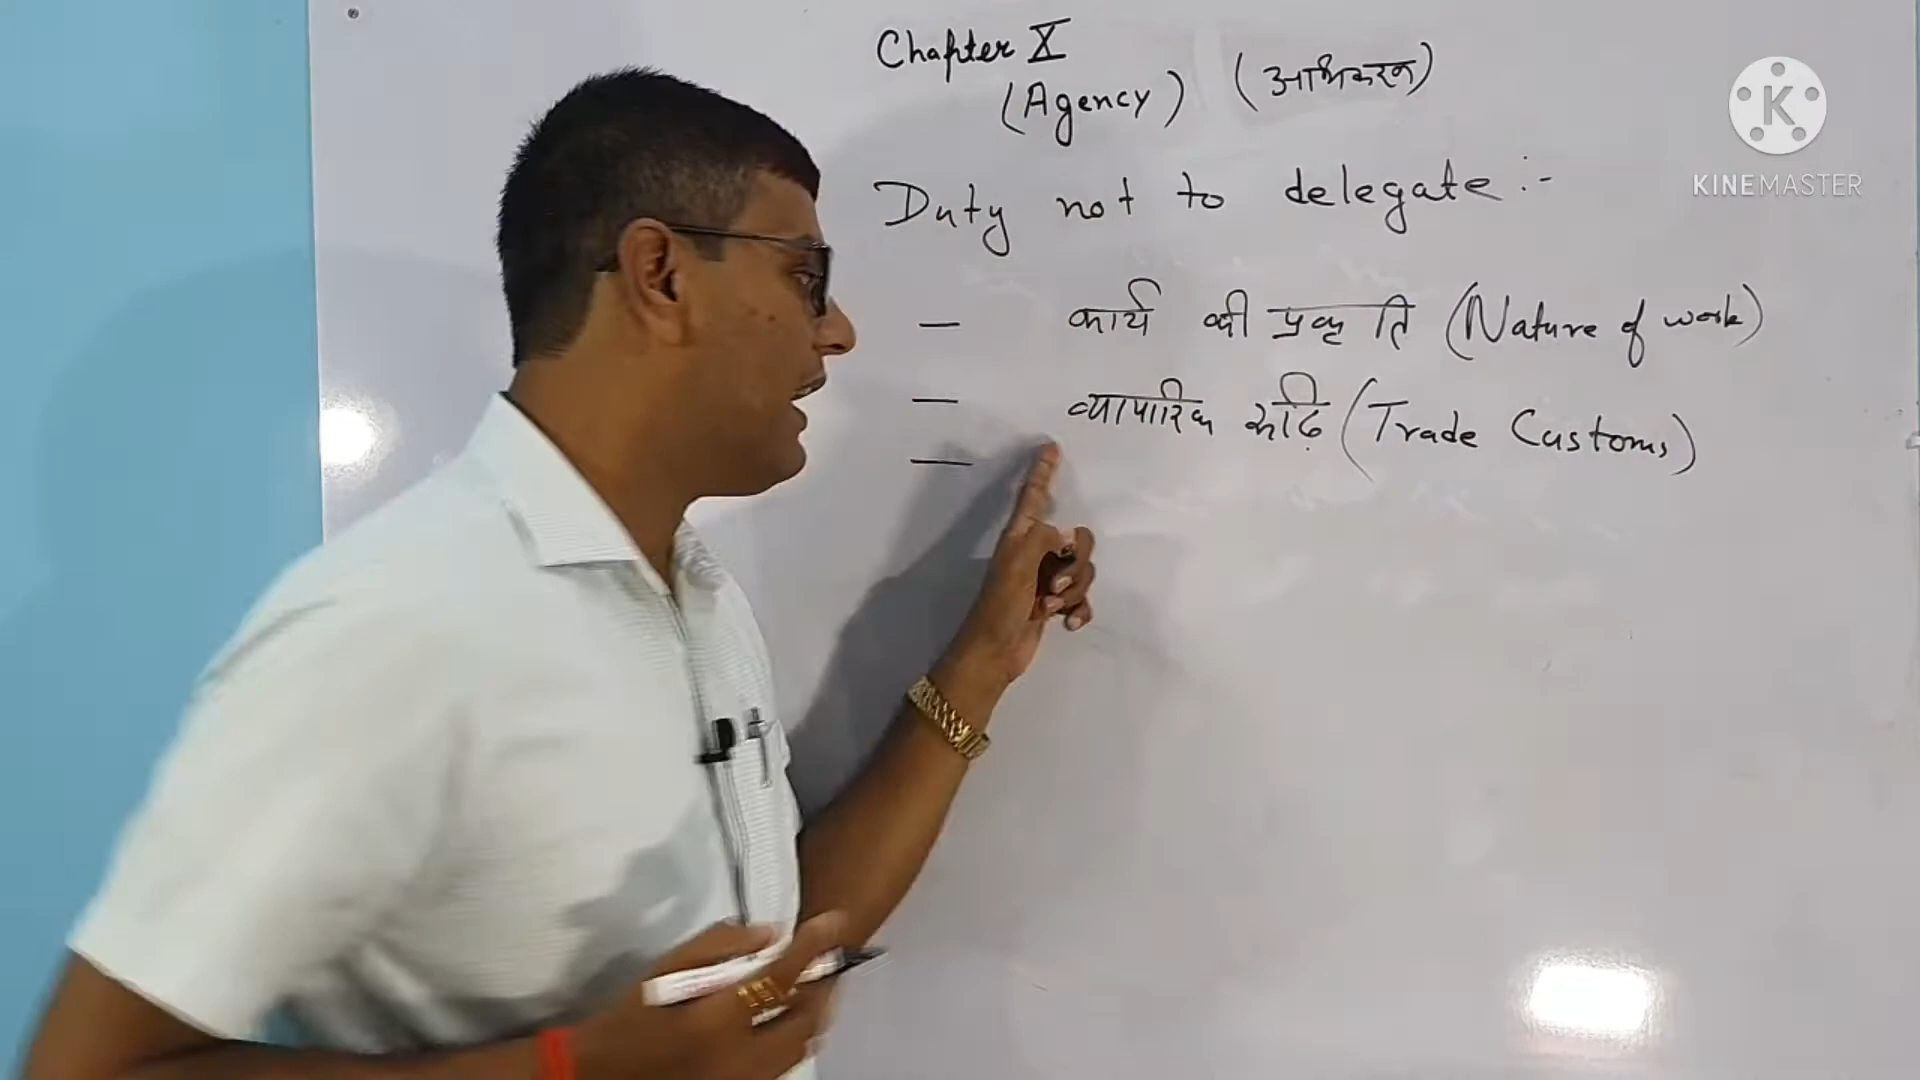 Chapter X
(Agency) (अभिकरण)
KINEMASTER
Duty not to delegate :-
— कार्य की प्रकृति (Nature of work)
— व्यापारिक रूढ़ि (Trade Customs)
—